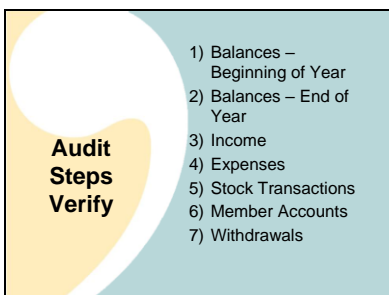 Audit
Steps
Verify
1) Balances –
Beginning of Year
2) Balances – End of
Year
3) Income
4) Expenses
5) Stock Transactions
6) Member Accounts
7) Withdrawals